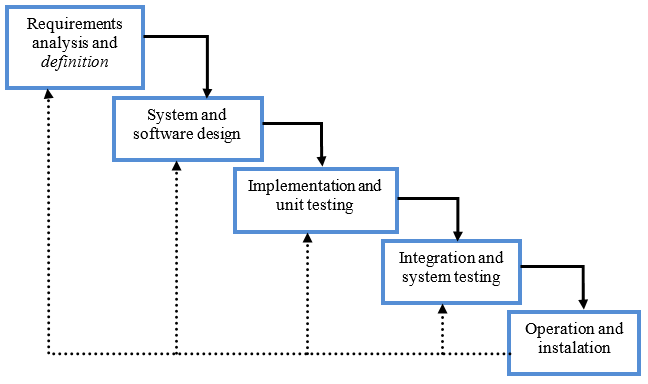 Requirements
analysis and
definition
System and
software design
Implementation and
unit testing
Integration and
system testing
Operation and
instalation